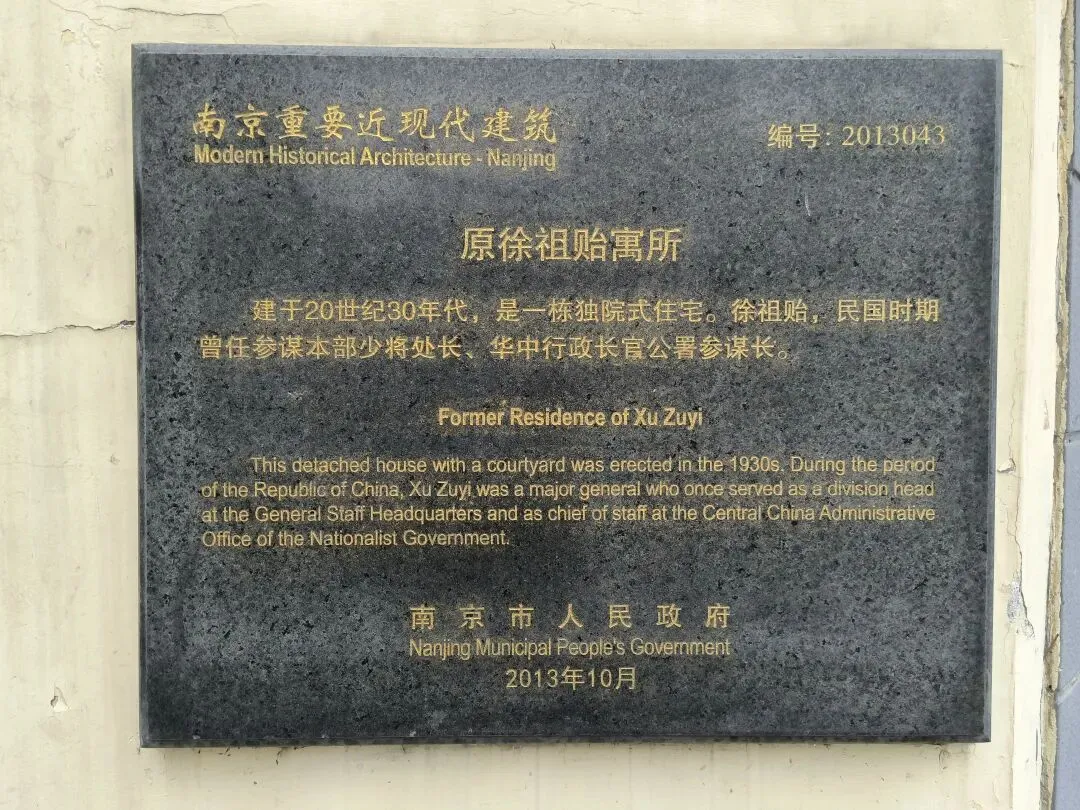 南京重要近现代建筑
Modern Historical Architecture - Nanjing
编号: 2013043
原徐祖贻寓所
建于20世纪30年代，是一栋独院式住宅。徐祖贻，民国时期
曾任参谋本部少将处长、华中行政长官公署参谋长。
Former Residence of Xu Zuyi
This detached house with a courtyard was erected in the 1930s. During the period
of the Republic of China, Xu Zuyi was a major general who once served as a division head
at the General Staff Headquarters and as chief of staff at the Central China Administrative
Office of the Nationalist Government.
南京市人民政府
Nanjing Municipal People's Government
2013年10月